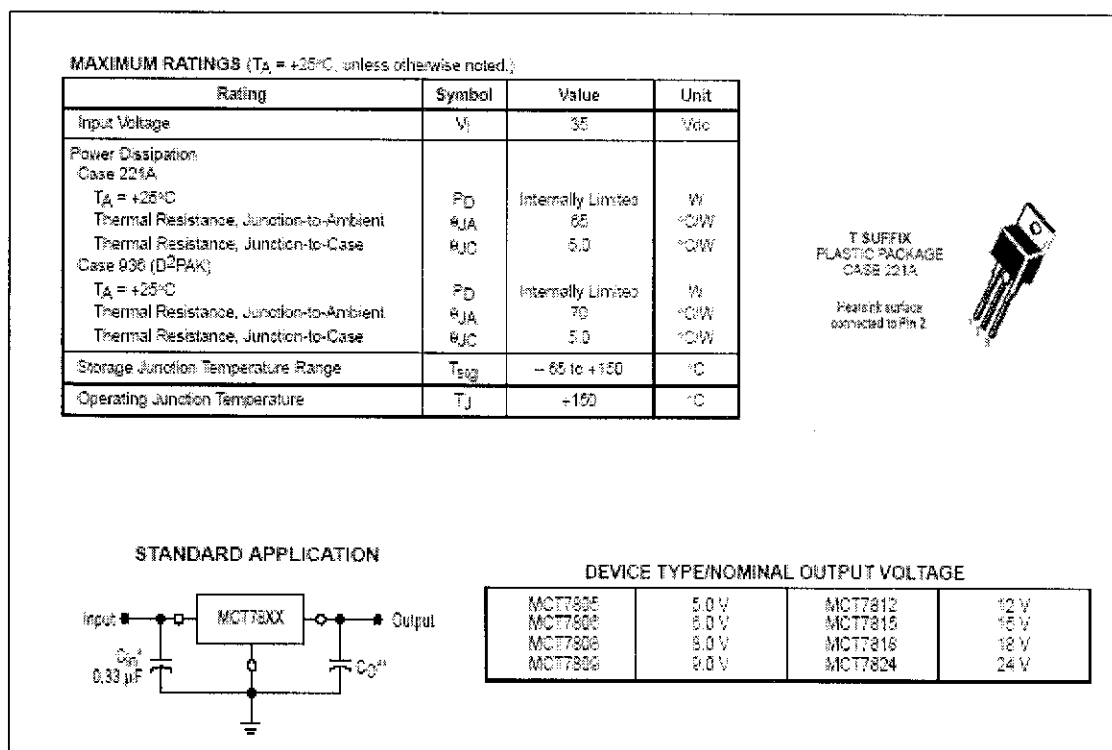 MAXIMUM RATINGS (TA = +25°C, unless otherwise noted.)
Rating Symbol Value Unit
Input Voltage VI 35 Vdc
Power Dissipation
Case 221A
TA = +25°C PD Internally Limited W
Thermal Resistance, Junction-to-Ambient θJA 65 °C/W
Thermal Resistance, Junction-to-Case θJC 5.0 °C/W
Case 936 (D2PAK)
TA = +25°C PD Internally Limited W
Thermal Resistance, Junction-to-Ambient θJA 70 °C/W
Thermal Resistance, Junction-to-Case θJC 5.0 °C/W
Storage Junction Temperature Range Tstg – 65 to +150 °C
Operating Junction Temperature TJ +150 °C
T SUFFIX
PLASTIC PACKAGE
CASE 221A
Heatsink surface
connected to Pin 2
STANDARD APPLICATION
Input MCT78XX Output
Cin*
0.33 µF
CO**
DEVICE TYPE/NOMINAL OUTPUT VOLTAGE
MCT7805 5.0 V MCT7812 12 V
MCT7806 6.0 V MCT7815 15 V
MCT7808 8.0 V MCT7818 18 V
MCT7809 9.0 V MCT7824 24 V